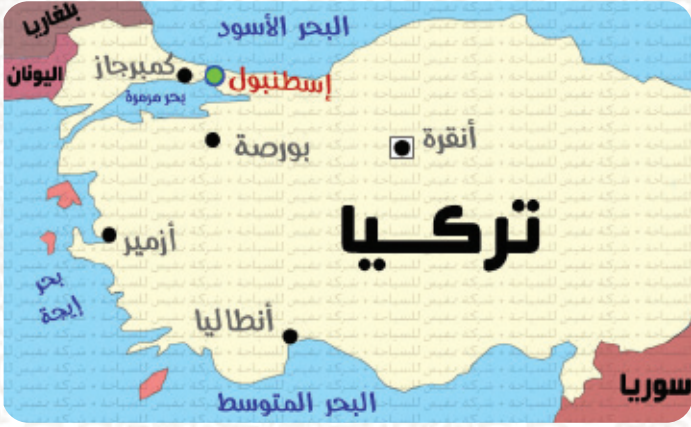 بلغاريا
البحر الأسود
اليونان
كمبرجاز
إسطنبول
بحر مرمرة
بورصة
أنقرة
تركيا
أزمير
بحر
إيجة
أنطاليا
سوريا
البحر المتوسط